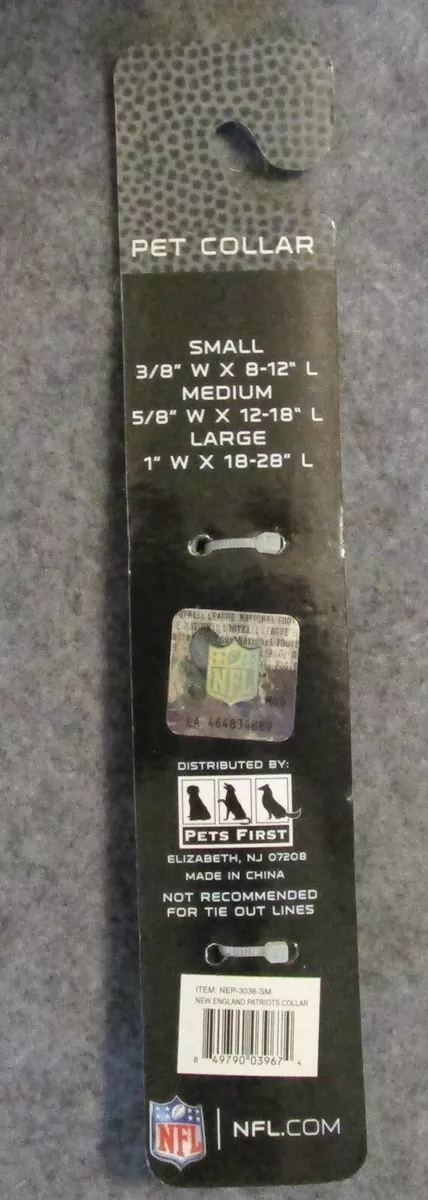 PET COLLAR
SMALL
3/8" W X 8-12" L
MEDIUM
5/8" W X 12-18" L
LARGE
1" W X 18-28" L
NFL
DISTRIBUTED BY:
PETS FIRST
ELIZABETH, NJ 07208
MADE IN CHINA
NOT RECOMMENDED
FOR TIE OUT LINES
ITEM: NEP-3036-SM
NEW ENGLAND PATRIOTS COLLAR
8 49790 03967 4
NFL
NFL.COM